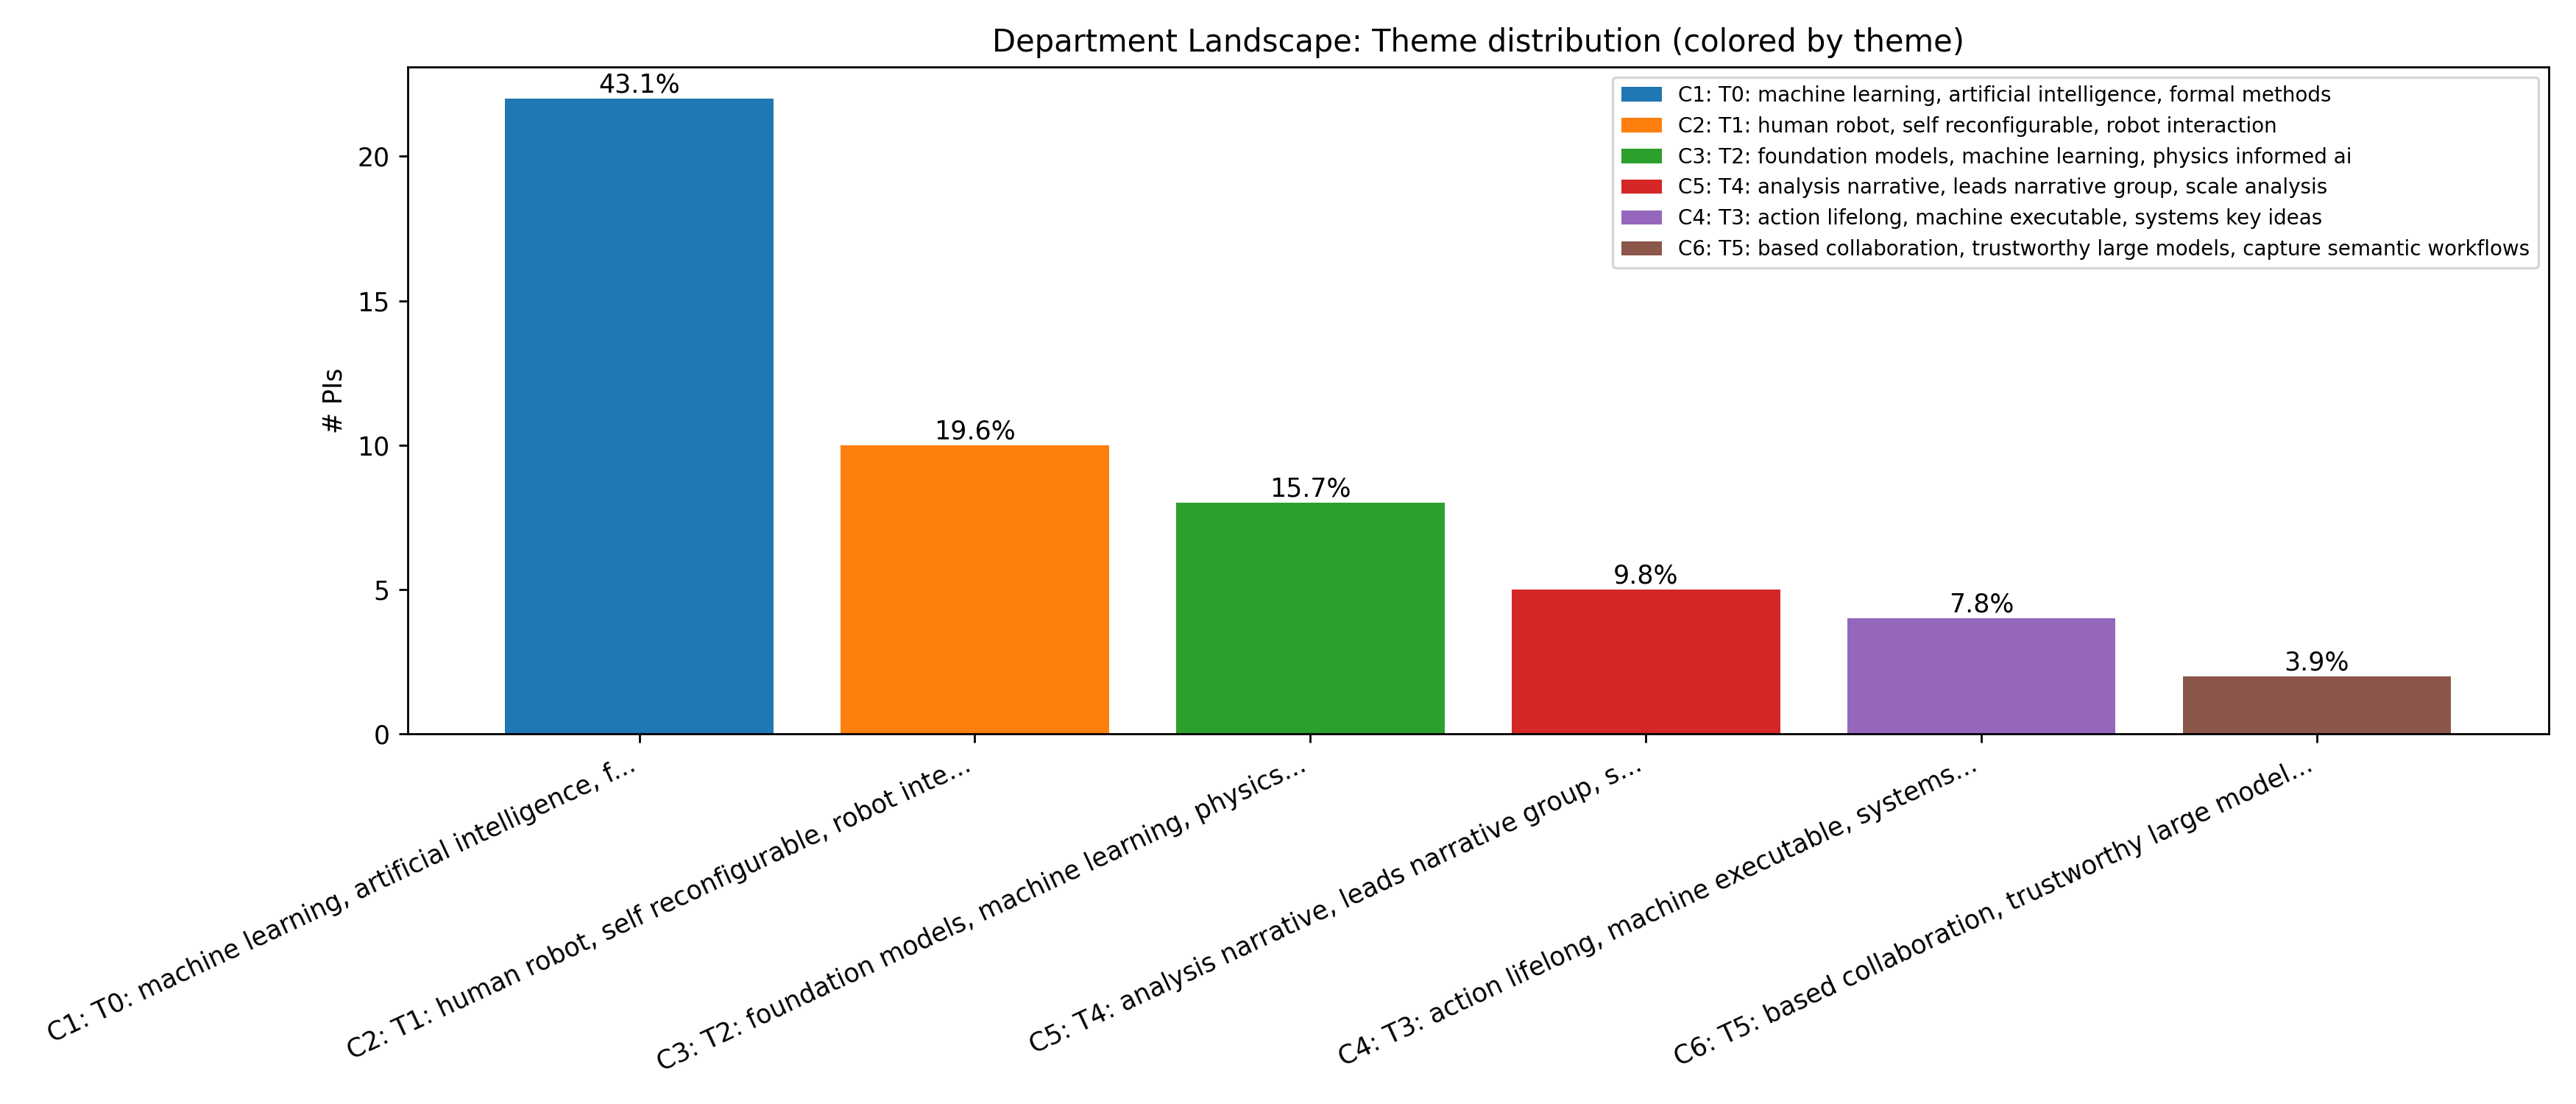 Department Landscape: Theme distribution (colored by theme)
43.1%
19.6%
15.7%
9.8%
7.8%
3.9%
C1: T0: machine learning, artificial intelligence, formal methods
C2: T1: human robot, self reconfigurable, robot interaction
C3: T2: foundation models, machine learning, physics informed ai
C5: T4: analysis narrative, leads narrative group, scale analysis
C4: T3: action lifelong, machine executable, systems key ideas
C6: T5: based collaboration, trustworthy large models, capture semantic workflows
# PIs
20
15
10
5
0
C1: T0: machine learning, artificial intelligence, f...
C2: T1: human robot, self reconfigurable, robot inte...
C3: T2: foundation models, machine learning, physics...
C5: T4: analysis narrative, leads narrative group, s...
C4: T3: action lifelong, machine executable, systems...
C6: T5: based collaboration, trustworthy large model...